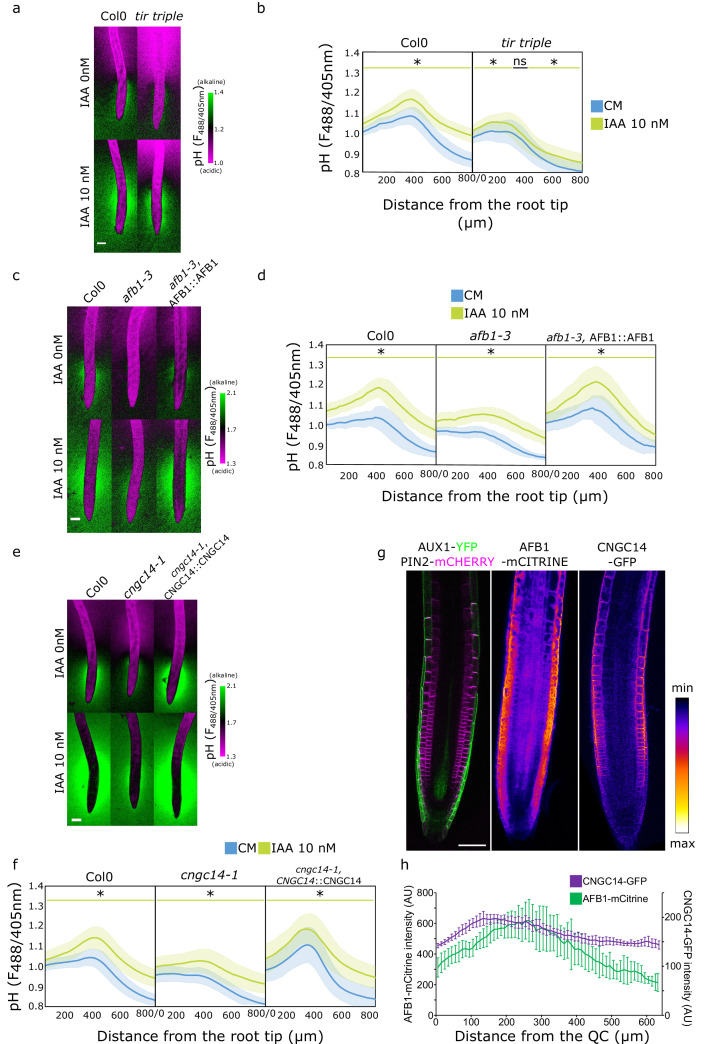 a
Col0 tir triple
IAA 0nM
IAA 10 nM
pH (F488/405nm)
(alkaline)
2.1
1.4
1.0
(acidic)
b
Col0
tir triple
pH (F488/405nm)
1.4
1.3
1.2
1.1
1.0
0.9
0.8
* * ns *
200 400 600 800/0 200 400 600 800
Distance from the root tip
(µm)
CM
IAA 10 nM
c
Col0
afb1-3
afb1-3,
AFB1::AFB1
IAA 0nM
IAA 10 nM
pH (F488/405nm)
(alkaline)
2.1
1.7
1.3
(acidic)
d
CM
IAA 10 nM
Col0
afb1-3
afb1-3, AFB1::AFB1
pH (F488/405nm)
1.4
1.3
1.2
1.1
1.0
0.9
0.8
* * *
200 400 600 800/0 200 400 600 800/0 200 400 600 800
Distance from the root tip (µm)
e
Col0
cngc14-1
cngc14-1,
CNGC14::CNGC14
IAA 0nM
IAA 10 nM
pH (F488/405nm)
(alkaline)
2.1
1.7
1.3
(acidic)
f
CM IAA 10 nM
Col0
cngc14-1
cngc14-1,
CNGC14::CNGC14
pH (F488/405nm)
1.4
1.3
1.2
1.1
1.0
0.9
0.8
* * *
200 400 600 800/0 200 400 600 800/0 200 400 600 800
Distance from the root tip (µm)
g
AUX1-YFP
PIN2-mCHERRY
AFB1
-mCITRINE
CNGC14
-GFP
min
max
h
CNGC14-GFP
AFB1-mCitrine
AFB1-mCitrine intensity (AU)
800
600
400
200
0
CNGC14-GFP intensity (AU)
200
100
0
0 100 200 300 400 500 600
Distance from the QC (µm)